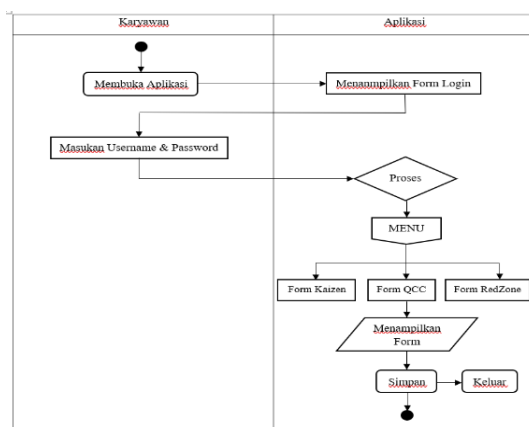 Karyawan
Aplikasi
Membuka Aplikasi
Menanmpilkan Form Login
Masukan Username & Password
Proses
MENU
Form Kaizen
Form QCC
Form RedZone
Menampilkan
Form
Simpan
Keluar